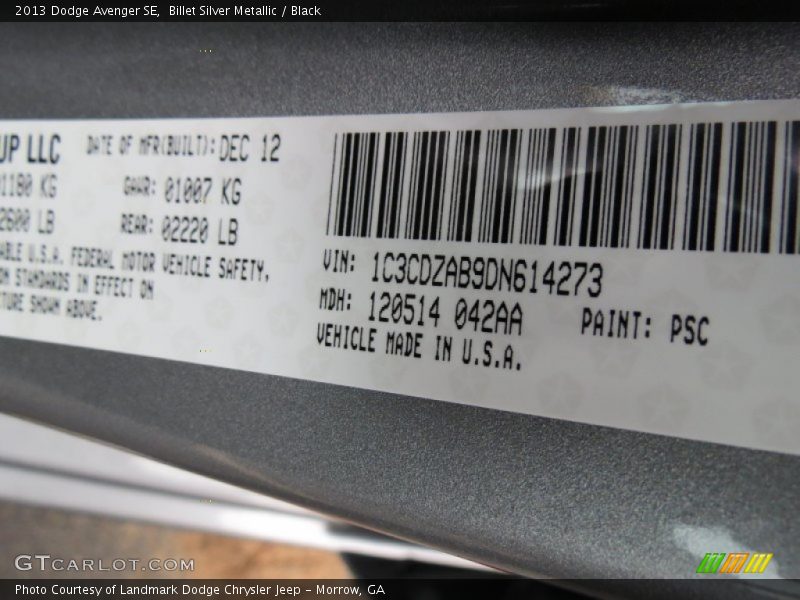 2013 Dodge Avenger SE,  Billet Silver Metallic / Black
UP LLC
DATE OF MFR(BUILT): DEC 12
1180 KG
GAWR: 01007 KG
2600 LB
REAR: 02220 LB
ABLE U.S.A. FEDERAL MOTOR VEHICLE SAFETY,
STANDARDS IN EFFECT ON
TURE SHOWN ABOVE.
VIN: 1C3CDZAB9DN614273
MDH: 120514 042AA
PAINT: PSC
VEHICLE MADE IN U.S.A.
GTCARLOT.COM
Photo Courtesy of Landmark Dodge Chrysler Jeep – Morrow, GA